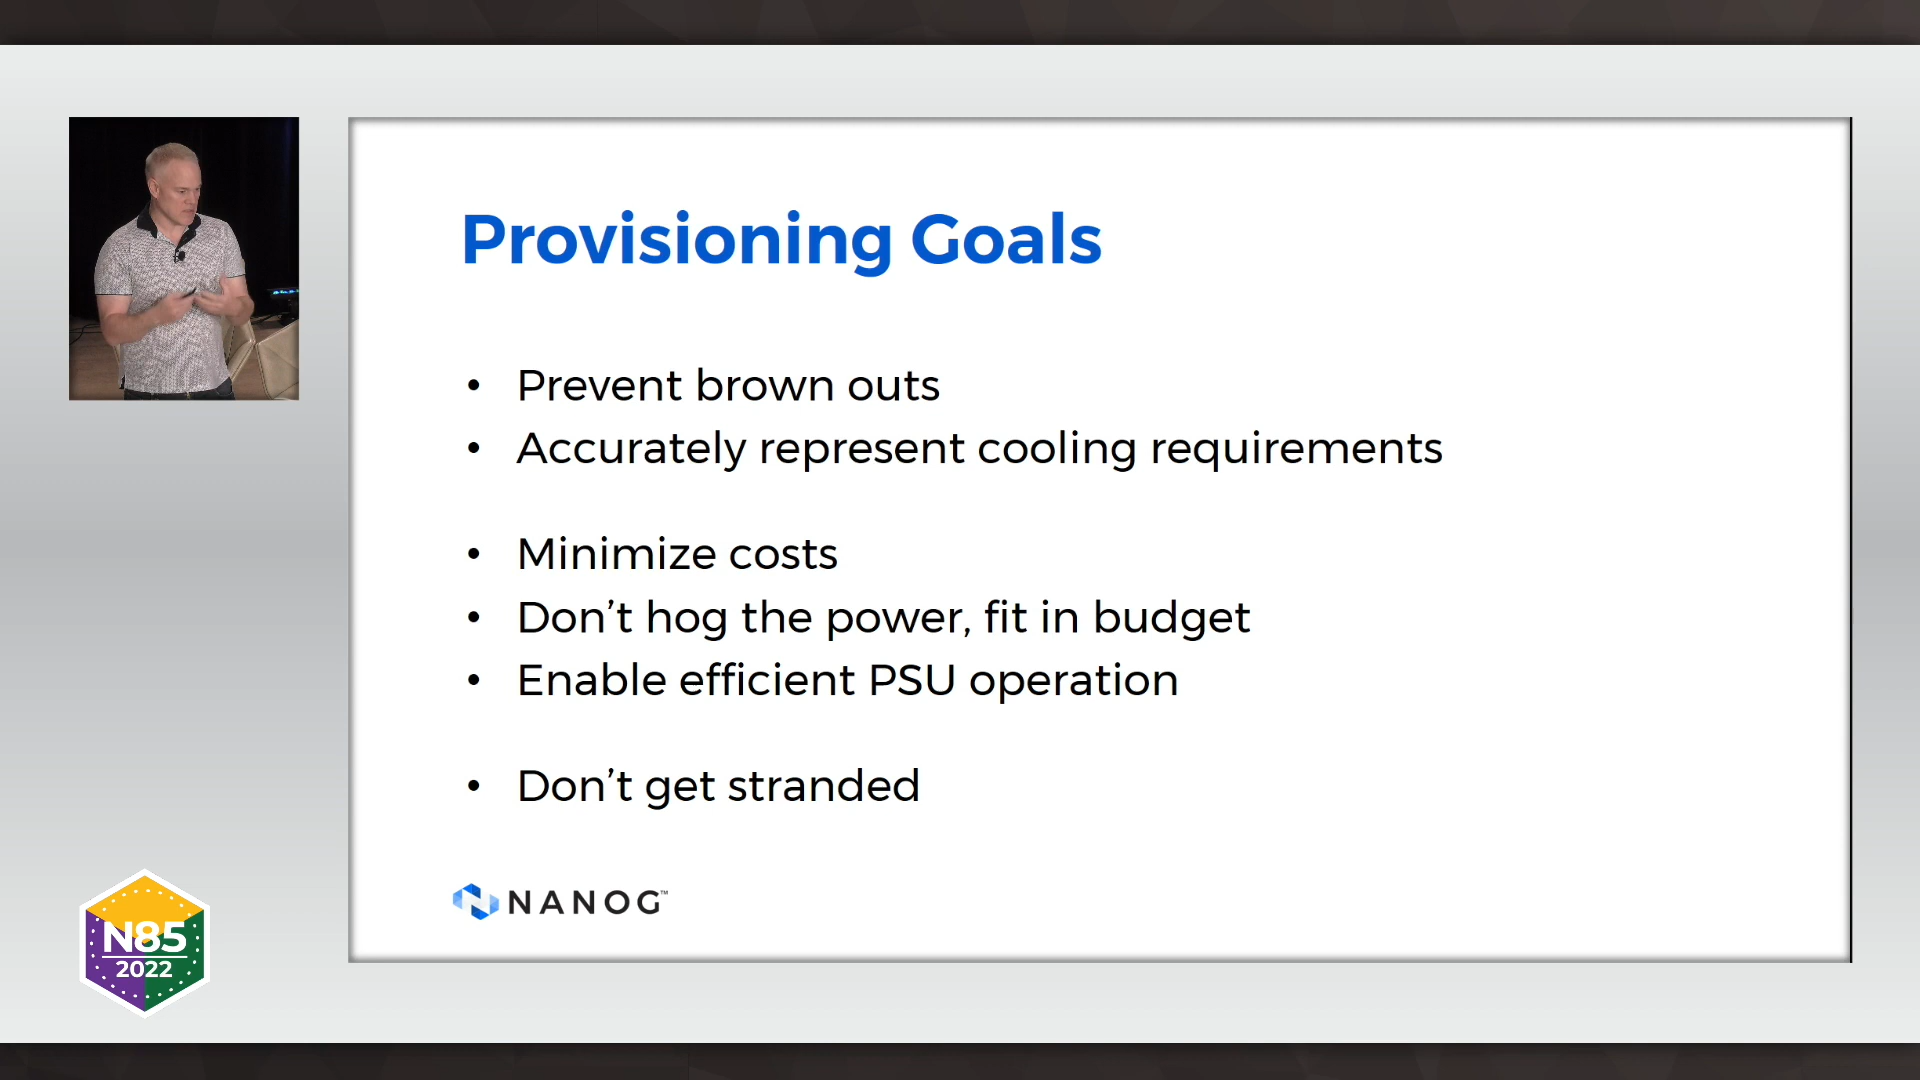 Provisioning Goals
• Prevent brown outs
• Accurately represent cooling requirements
• Minimize costs
• Don’t hog the power, fit in budget
• Enable efficient PSU operation
• Don’t get stranded
NANOG™
N85
2022